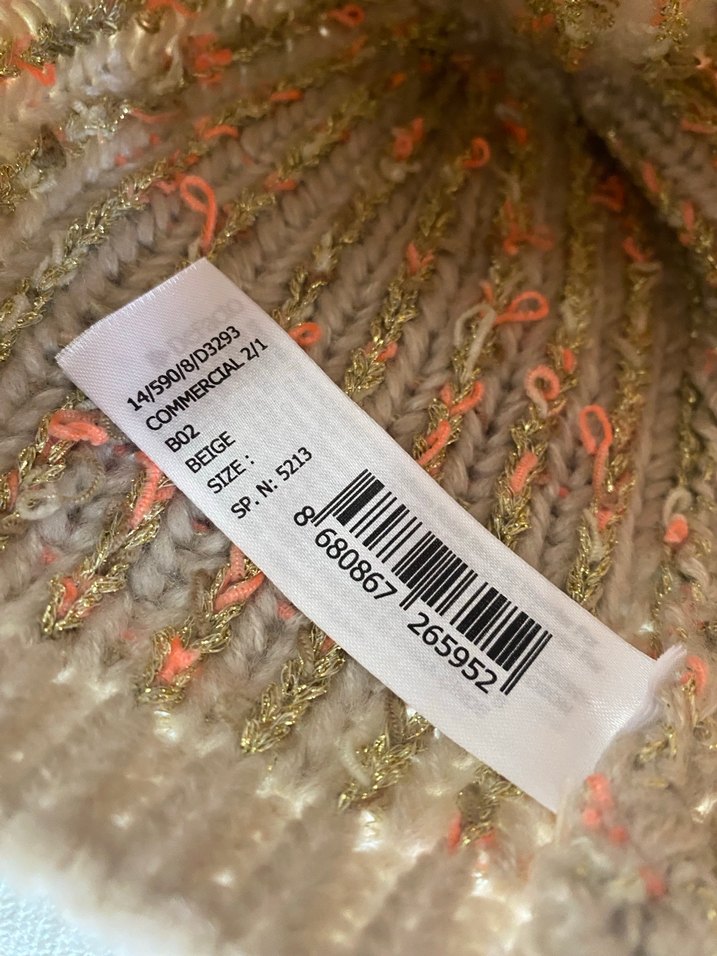 14/590/8/D3293
COMMERCIAL 2/1
B02
BEIGE
SIZE :
SP. N: 5213
8 680867 265952